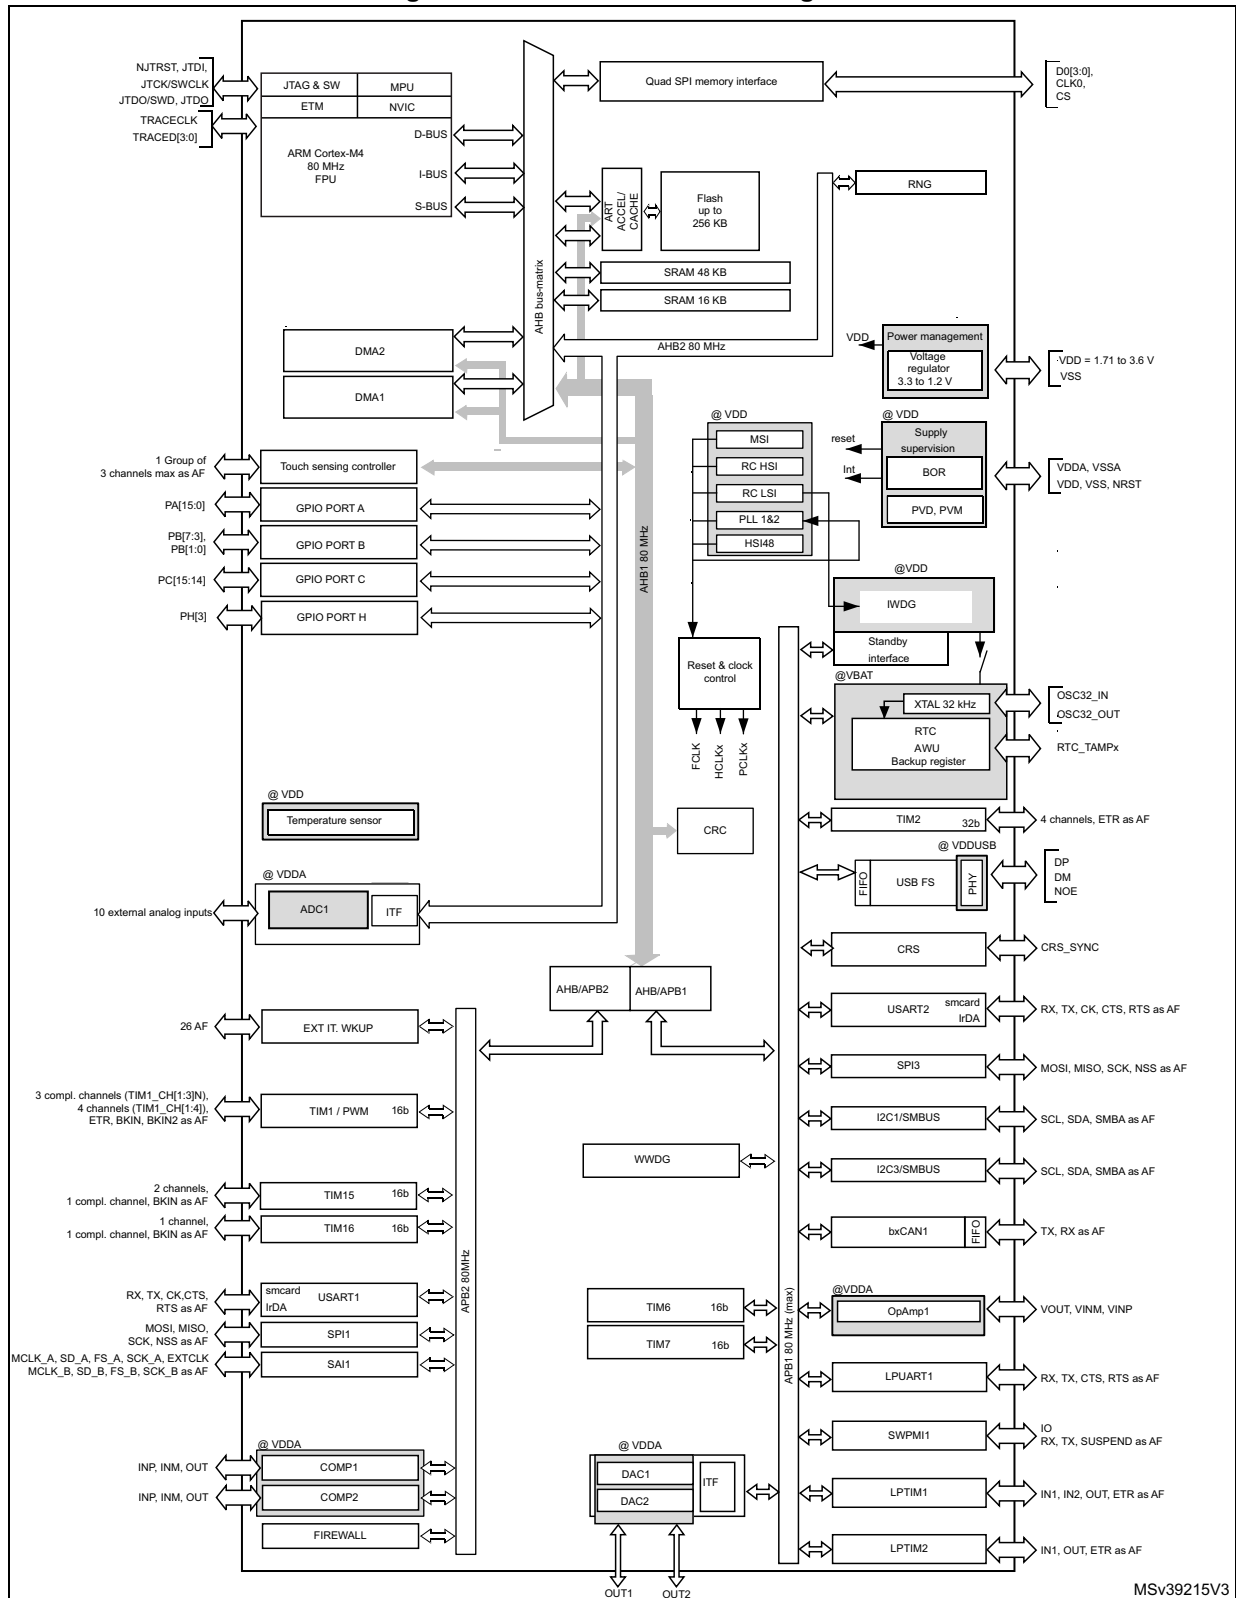 NJTRST, JTDI,
JTCK/SWCLK
JTDO/SWD, JTDO
TRACECLK
TRACED[3:0]
JTAG & SW
MPU
ETM
NVIC
ARM Cortex-M4
80 MHz
FPU
D-BUS
I-BUS
S-BUS
AHB bus-matrix
Quad SPI memory interface
D0[3:0],
CLK0,
CS
ART
ACCEL/
CACHE
Flash
up to
256 KB
RNG
SRAM 48 KB
SRAM 16 KB
AHB2 80 MHz
DMA2
DMA1
VDD
Power management
Voltage
regulator
3.3 to 1.2 V
VDD = 1.71 to 3.6 V
VSS
@ VDD
MSI
RC HSI
RC LSI
PLL 1&2
HSI48
@ VDD
reset
Int
Supply
supervision
BOR
PVD, PVM
VDDA, VSSA
VDD, VSS, NRST
1 Group of
3 channels max as AF
Touch sensing controller
PA[15:0]
GPIO PORT A
PB[7:3],
PB[1:0]
GPIO PORT B
PC[15:14]
GPIO PORT C
PH[3]
GPIO PORT H
AHB1 80 MHz
@VDD
IWDG
Standby
interface
Reset & clock
control
FCLK
HCLKx
PCLKx
@VBAT
XTAL 32 kHz
RTC
AWU
Backup register
OSC32_IN
OSC32_OUT
RTC_TAMPx
@ VDD
Temperature sensor
CRC
TIM2
32b
4 channels, ETR as AF
@ VDDUSB
FIFO
USB FS
PHY
DP
DM
NOE
@ VDDA
10 external analog inputs
ADC1
ITF
CRS
CRS_SYNC
AHB/APB2
AHB/APB1
26 AF
EXT IT. WKUP
USART2
smcard
IrDA
RX, TX, CK, CTS, RTS as AF
SPI3
MOSI, MISO, SCK, NSS as AF
3 compl. channels (TIM1_CH[1:3]N),
4 channels (TIM1_CH[1:4]),
ETR, BKIN, BKIN2 as AF
TIM1 / PWM
16b
I2C1/SMBUS
SCL, SDA, SMBA as AF
WWDG
I2C3/SMBUS
SCL, SDA, SMBA as AF
2 channels,
1 compl. channel, BKIN as AF
TIM15
16b
1 channel,
1 compl. channel, BKIN as AF
TIM16
16b
bxCAN1
FIFO
TX, RX as AF
APB2 80MHz
APB1 80 MHz (max)
RX, TX, CK,CTS,
RTS as AF
smcard
IrDA
USART1
TIM6
16b
@VDDA
OpAmp1
VOUT, VINM, VINP
MOSI, MISO,
SCK, NSS as AF
SPI1
TIM7
16b
MCLK_A, SD_A, FS_A, SCK_A, EXTCLK
MCLK_B, SD_B, FS_B, SCK_B as AF
SAI1
LPUART1
RX, TX, CTS, RTS as AF
SWPMI1
IO
RX, TX, SUSPEND as AF
@ VDDA
INP, INM, OUT
COMP1
INP, INM, OUT
COMP2
FIREWALL
@ VDDA
DAC1
DAC2
ITF
OUT1
OUT2
LPTIM1
IN1, IN2, OUT, ETR as AF
LPTIM2
IN1, OUT, ETR as AF
MSv39215V3